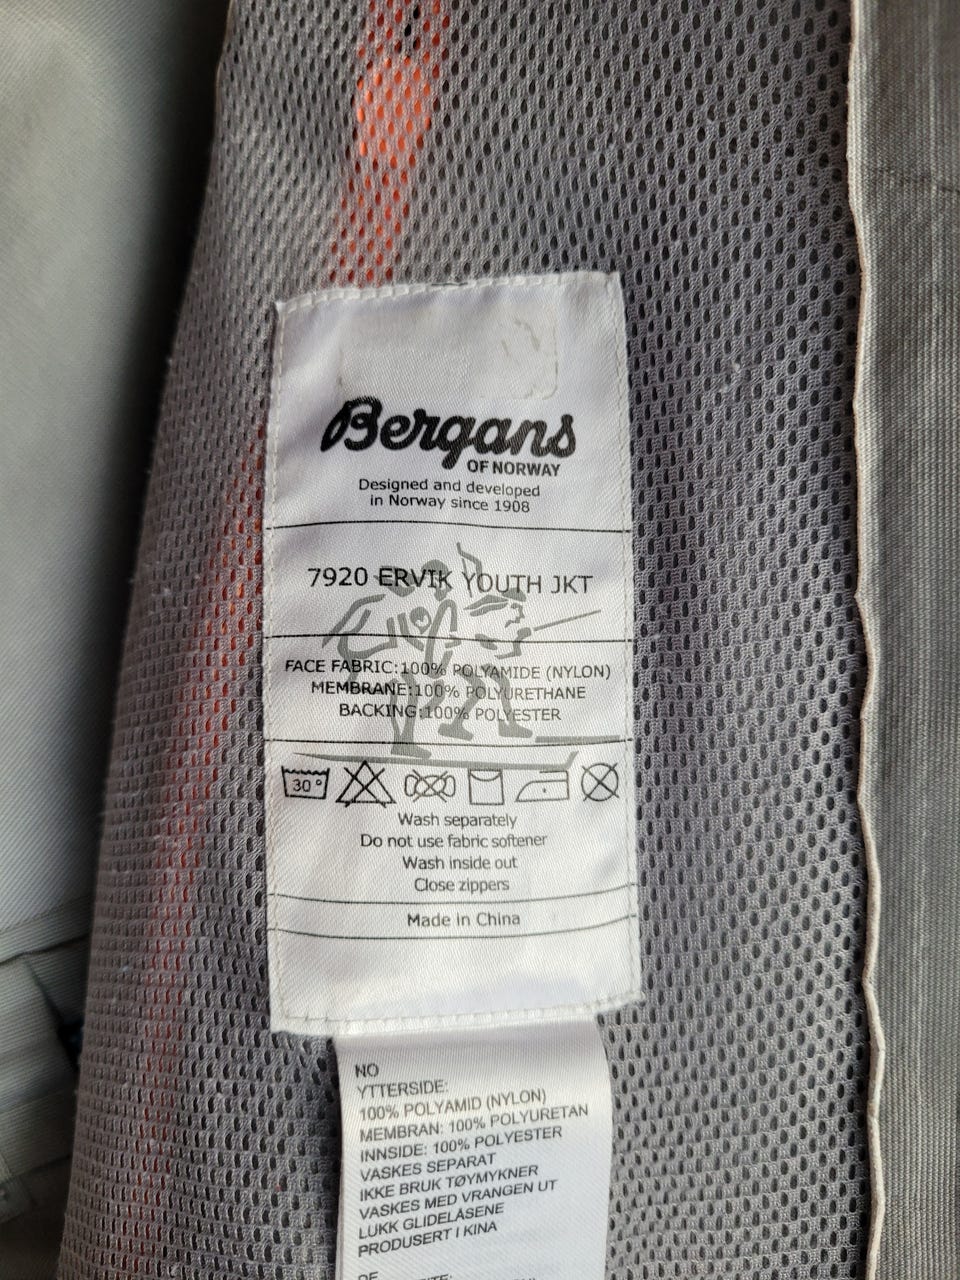 Bergans
OF NORWAY
Designed and developed
in Norway since 1908
7920 ERVIK YOUTH JKT
FACE FABRIC:100% POLYAMIDE (NYLON)
MEMBRANE:100% POLYURETHANE
BACKING:100% POLYESTER
30°
Wash separately
Do not use fabric softener
Wash inside out
Close zippers
Made in China
NO
YTTERSIDE:
100% POLYAMID (NYLON)
MEMBRAN: 100% POLYURETAN
INNSIDE: 100% POLYESTER
VASKES SEPARAT
IKKE BRUK TØYMYKNER
VASKES MED VRANGEN UT
LUKK GLIDELÅSENE
PRODUSERT I KINA
DE